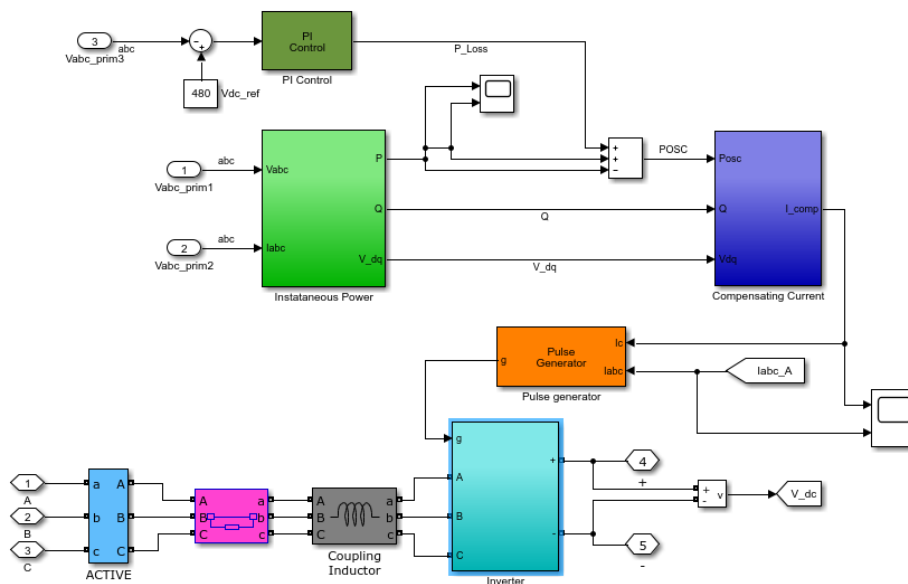 3
abc
Vabc_prim3
-
+
480
Vdc_ref
PI
Control
PI Control
P_Loss
1
abc
Vabc_prim1
2
abc
Vabc_prim2
Vabc
Iabc
P
Q
V_dq
Instataneous Power
+
+
-
POSC
Q
V_dq
Posc
Q
Vdq
I_comp
Compensating Current
Pulse
Generator
g
Ic
Iabc
Pulse generator
Iabc_A
1
A
2
B
3
C
a
b
c
A
B
C
ACTIVE
A
B
C
a
b
c
A
B
C
a
b
c
Coupling
Inductor
g
A
B
C
+
-
Inverter
4
+
5
-
+
-
v
V_dc